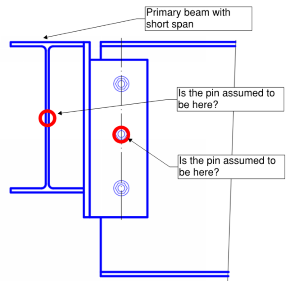 Primary beam with
short span
Is the pin assumed to
be here?
Is the pin assumed to
be here?